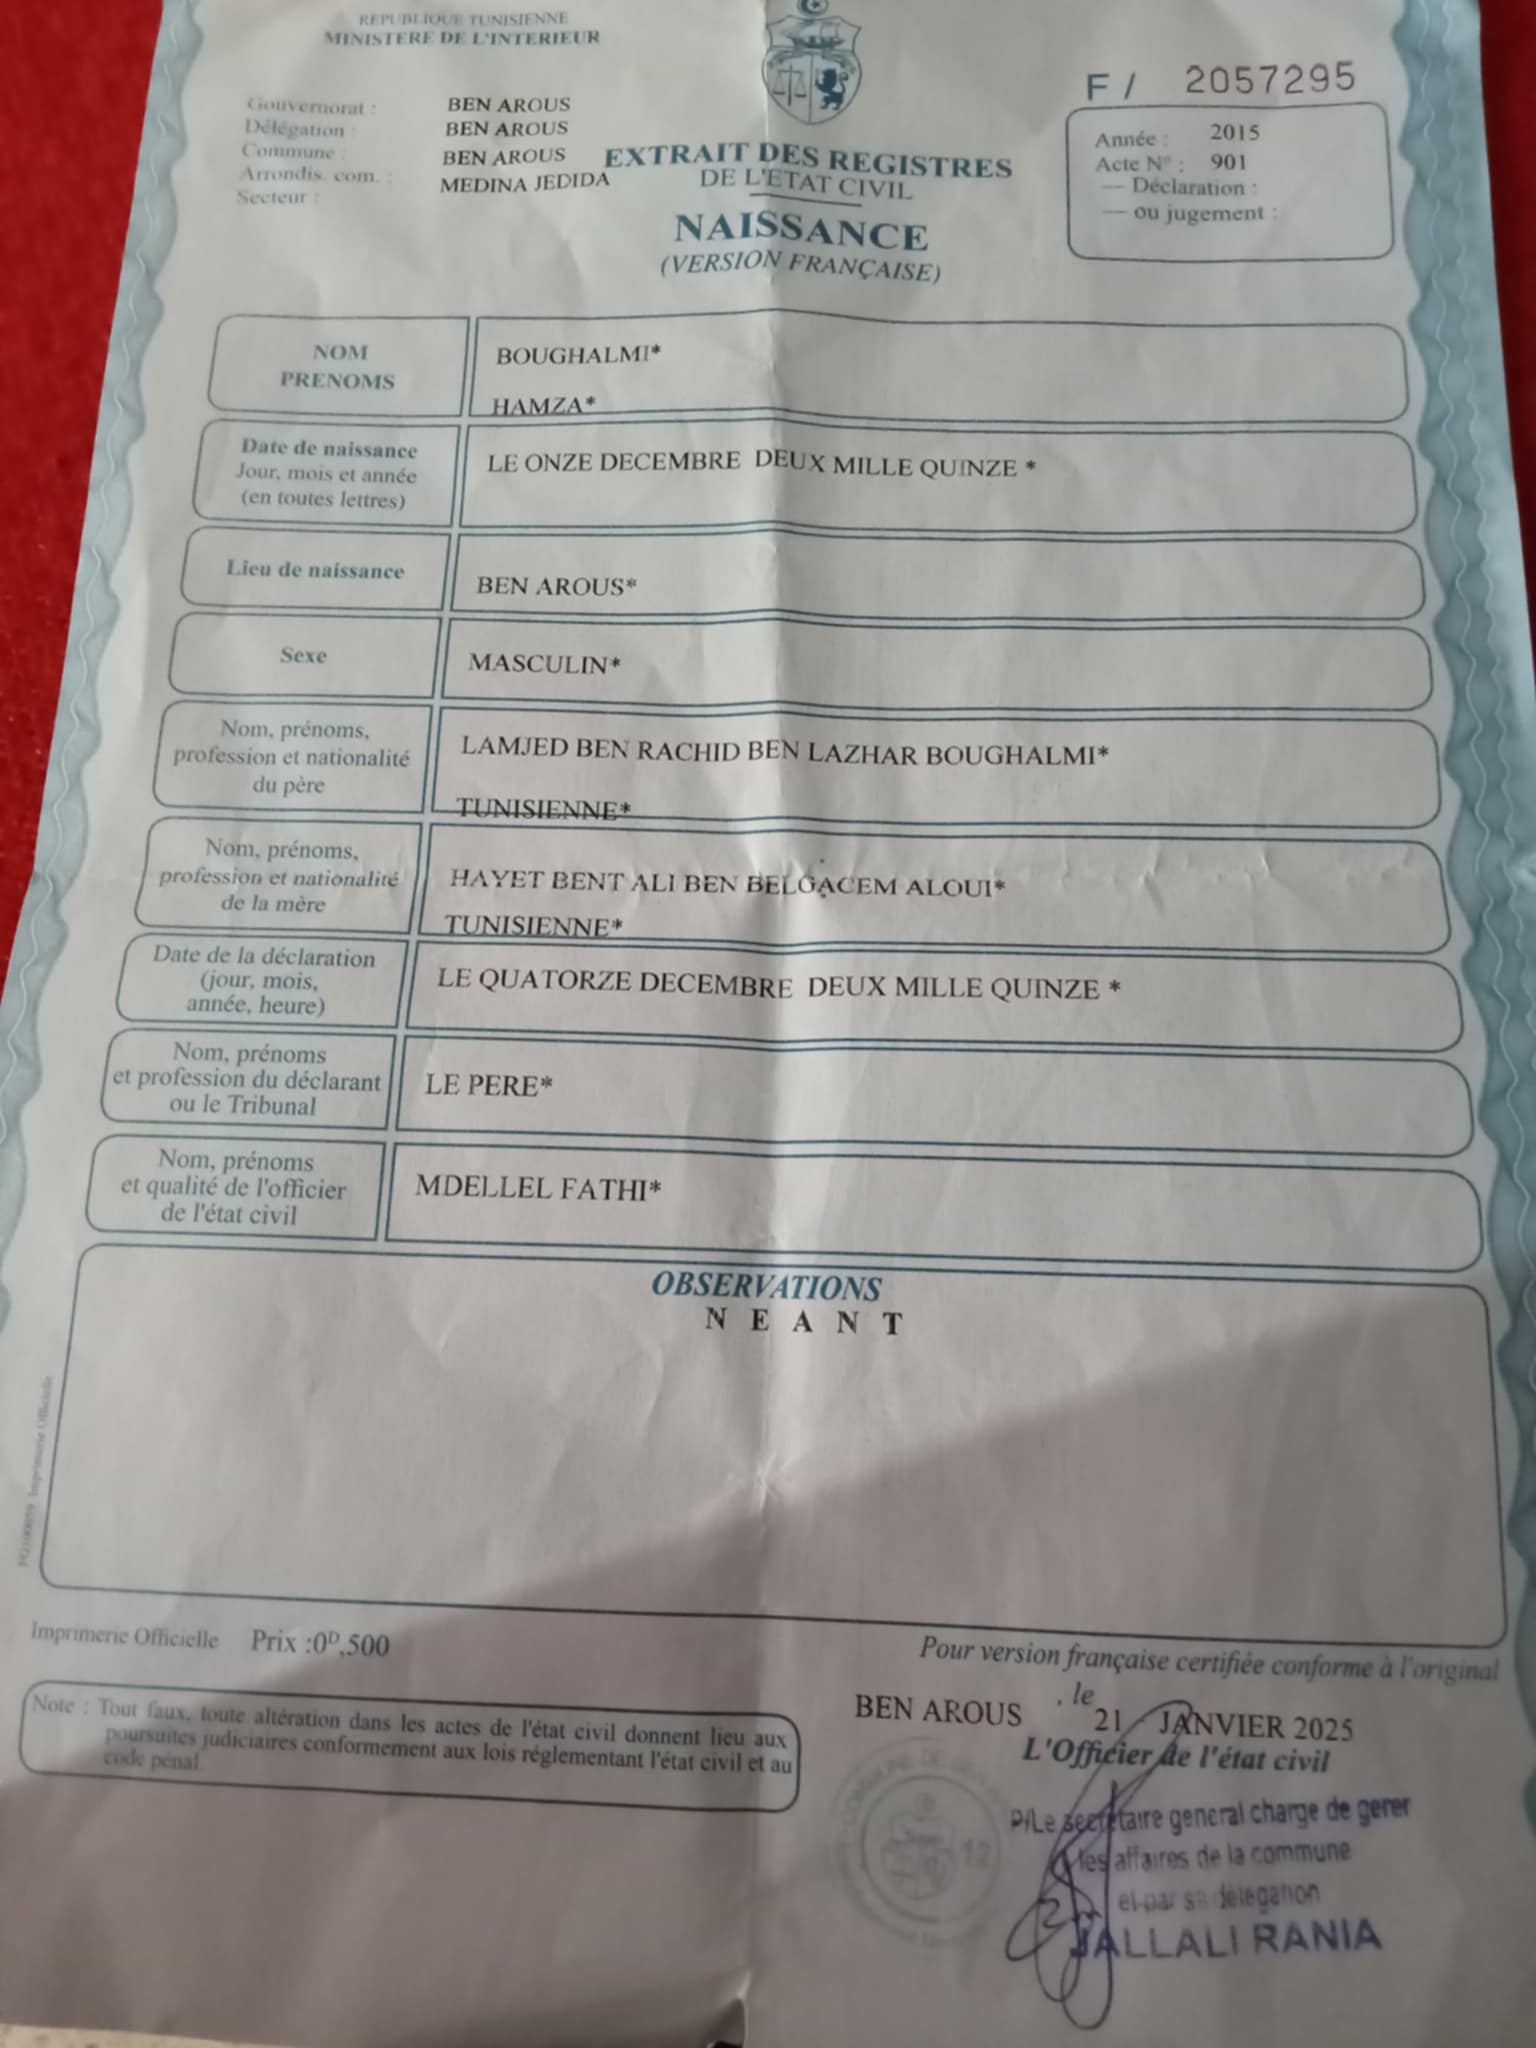 REPUBLIQUE TUNISIENNE
MINISTERE DE L'INTERIEUR
Gouvernorat : BEN AROUS
Délégation : BEN AROUS
Commune : BEN AROUS
Arrondis. com. : MEDINA JEDIDA
Secteur :
EXTRAIT DES REGISTRES
DE L'ETAT CIVIL
NAISSANCE
(VERSION FRANÇAISE)
F / 2057295
Année : 2015
Acte N° : 901
— Déclaration :
— ou jugement :
NOM
PRENOMS
BOUGHALMI*
HAMZA*
Date de naissance
Jour, mois et année
(en toutes lettres)
LE ONZE DECEMBRE DEUX MILLE QUINZE *
Lieu de naissance
BEN AROUS*
Sexe
MASCULIN*
Nom, prénoms,
profession et nationalité
du père
LAMJED BEN RACHID BEN LAZHAR BOUGHALMI*
TUNISIENNE*
Nom, prénoms,
profession et nationalité
de la mère
HAYET BENT ALI BEN BELGACEM ALOUI*
TUNISIENNE*
Date de la déclaration
(jour, mois,
année, heure)
LE QUATORZE DECEMBRE DEUX MILLE QUINZE *
Nom, prénoms
et profession du déclarant
ou le Tribunal
LE PERE*
Nom, prénoms
et qualité de l'officier
de l'état civil
MDELLEL FATHI*
OBSERVATIONS
N E A N T
Imprimerie Officielle
Imprimerie Officielle Prix :0ᴰ,500
Note : Tout faux, toute altération dans les actes de l'état civil donnent lieu aux
poursuites judiciaires conformement aux lois réglementant l'état civil et au
code pénal.
Pour version française certifiée conforme à l'original
BEN AROUS , le 21 JANVIER 2025
L'Officier de l'état civil
P/Le secretaire general charge de gerer
les affaires de la commune
et par sa délegation
JALLALI RANIA
COMMUNE DE
12